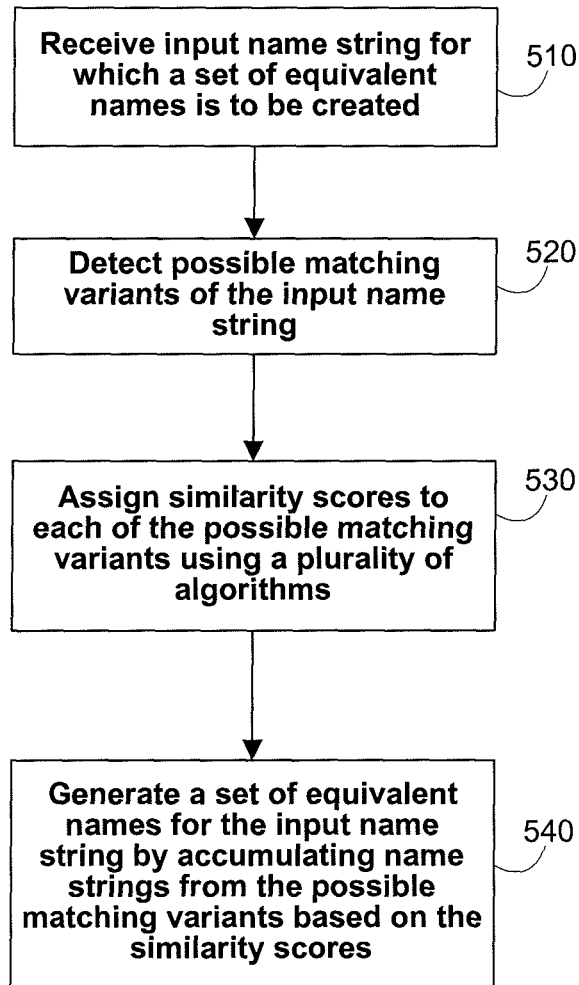 Receive input name string for
which a set of equivalent
names is to be created
510
Detect possible matching
variants of the input name
string
520
Assign similarity scores to
each of the possible matching
variants using a plurality of
algorithms
530
Generate a set of equivalent
names for the input name
string by accumulating name
strings from the possible
matching variants based on the
similarity scores
540